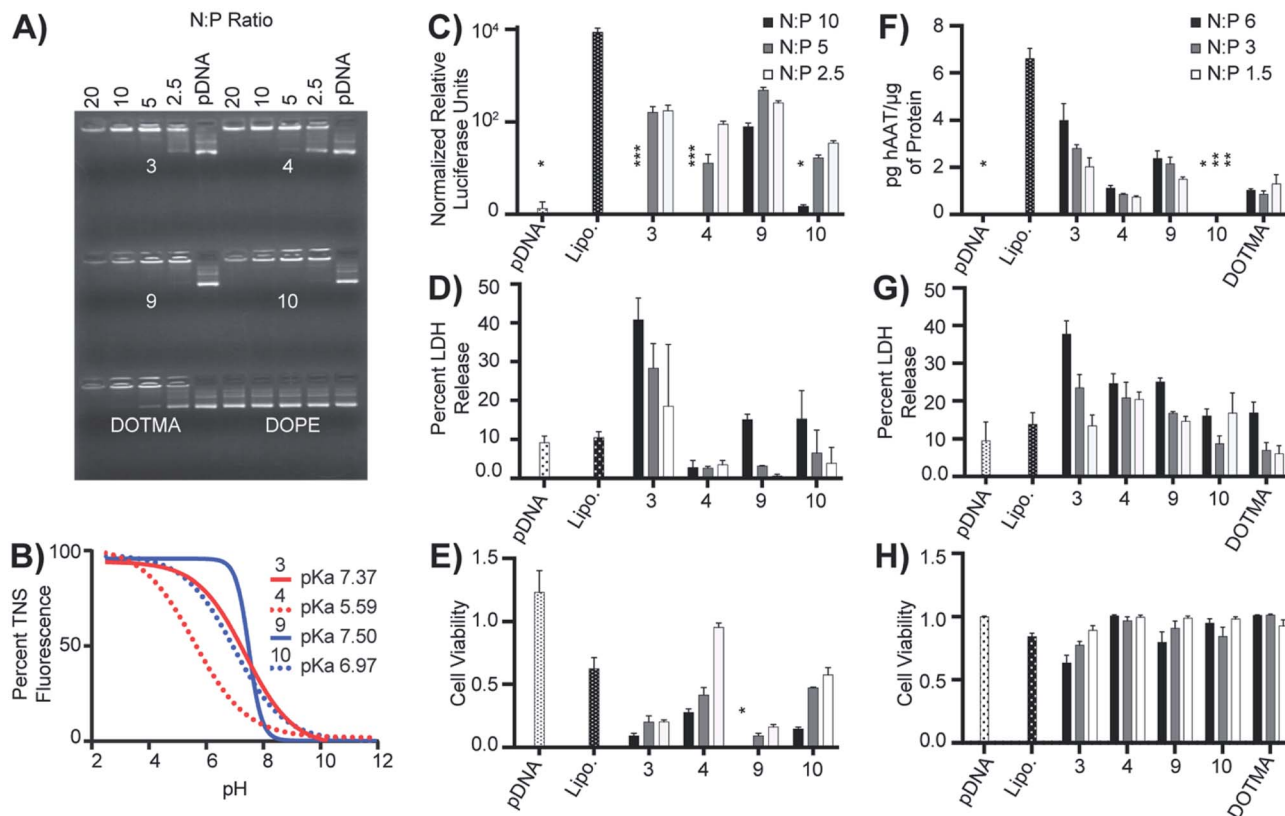 A)
N:P Ratio
20 10 5 2.5 pDNA 20 10 5 2.5 pDNA
3 4
9 10
DOTMA DOPE
B)
Percent TNS
Fluorescence
100
50
0
2 4 6 8 10 12
pH
3
pKa 7.37
4
pKa 5.59
9
pKa 7.50
10
pKa 6.97
C)
Normalized Relative
Luciferase Units
10⁴
10²
0
N:P 10
N:P 5
N:P 2.5
* *** *** *
pDNA Lipo. 3 4 9 10
D)
Percent LDH
Release
50
40
30
20
10
0.0
pDNA Lipo. 3 4 9 10
E)
Cell Viability
1.5
1.0
0.5
0.0
*
pDNA Lipo. 3 4 9 10
F)
pg hAAT/µg
of Protein
8
6
4
2
0
N:P 6
N:P 3
N:P 1.5
* * ** **
pDNA Lipo. 3 4 9 10 DOTMA
G)
Percent LDH
Release
50
40
30
20
10
0.0
pDNA Lipo. 3 4 9 10 DOTMA
H)
Cell Viability
1.5
1.0
0.5
0.0
pDNA Lipo. 3 4 9 10 DOTMA